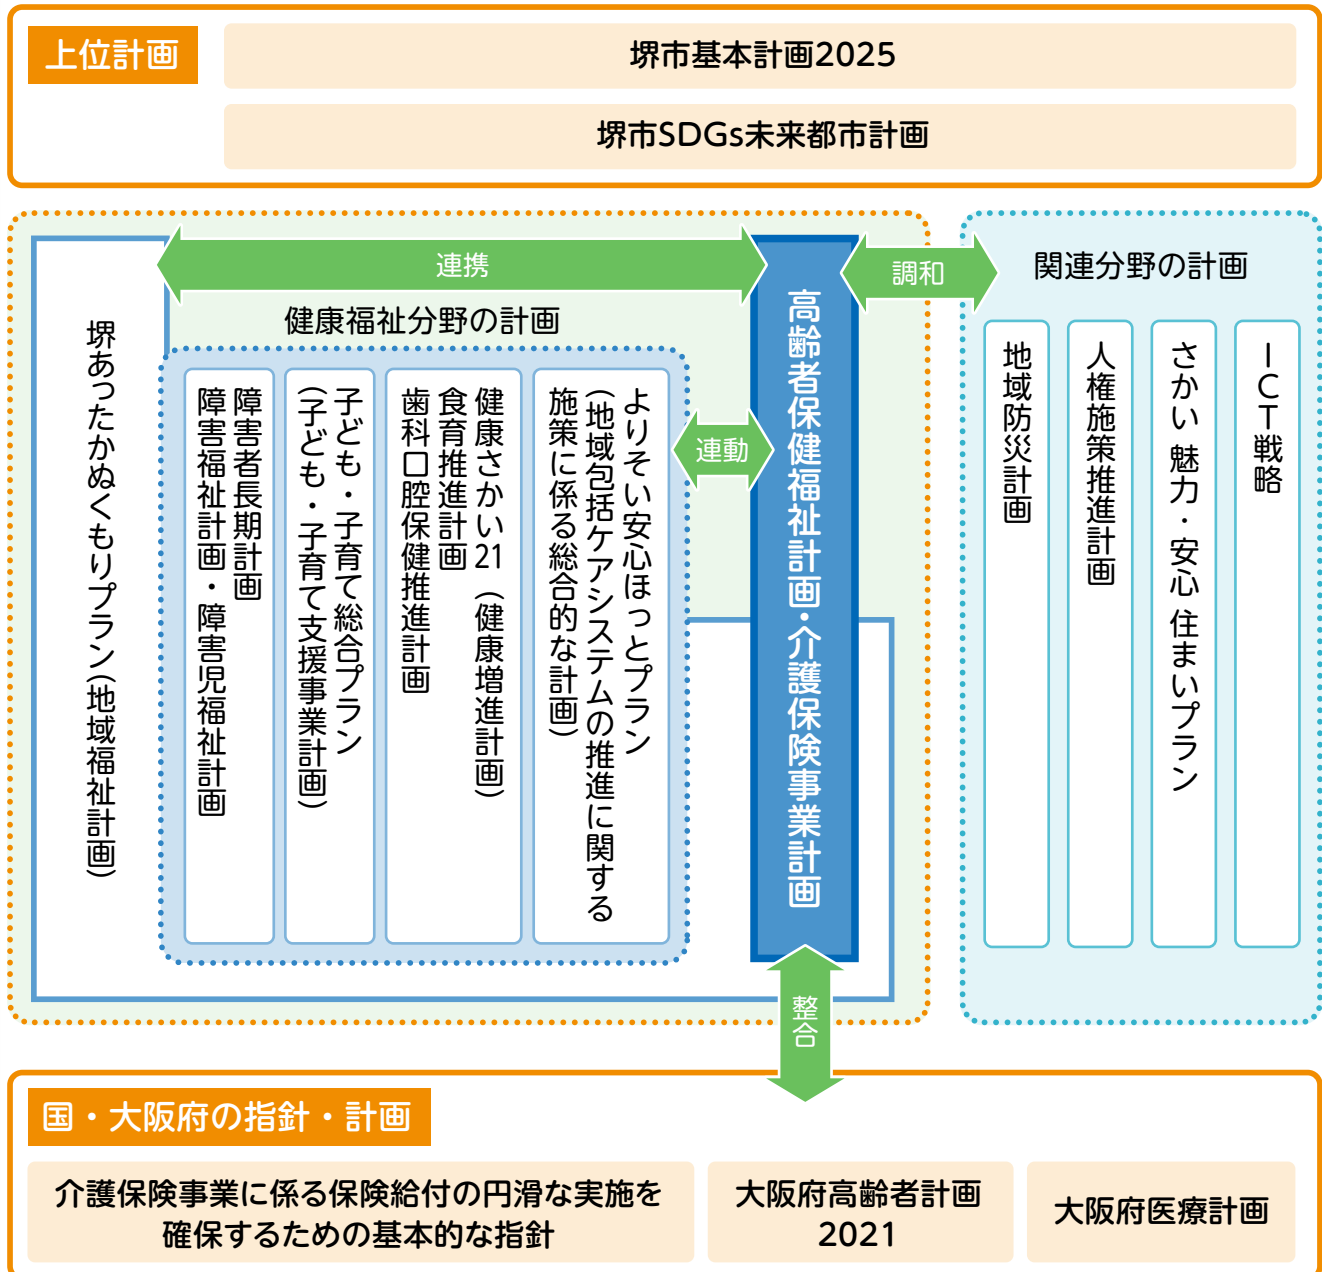 上位計画
堺市基本計画2025
堺市SDGs未来都市計画
連携
調和
関連分野の計画
健康福祉分野の計画
堺あったかぬくもりプラン(地域福祉計画)
障害者長期計画
障害福祉計画・障害児福祉計画
子ども・子育て総合プラン
(子ども・子育て支援事業計画)
健康さかい21(健康増進計画)
食育推進計画
歯科口腔保健推進計画
よりそい安心ほっとプラン
(地域包括ケアシステムの推進に関する
施策に係る総合的な計画)
連動
高齢者保健福祉計画・介護保険事業計画
地域防災計画
人権施策推進計画
さかい 魅力・安心 住まいプラン
ICT戦略
整合
国・大阪府の指針・計画
介護保険事業に係る保険給付の円滑な実施を
確保するための基本的な指針
大阪府高齢者計画
2021
大阪府医療計画